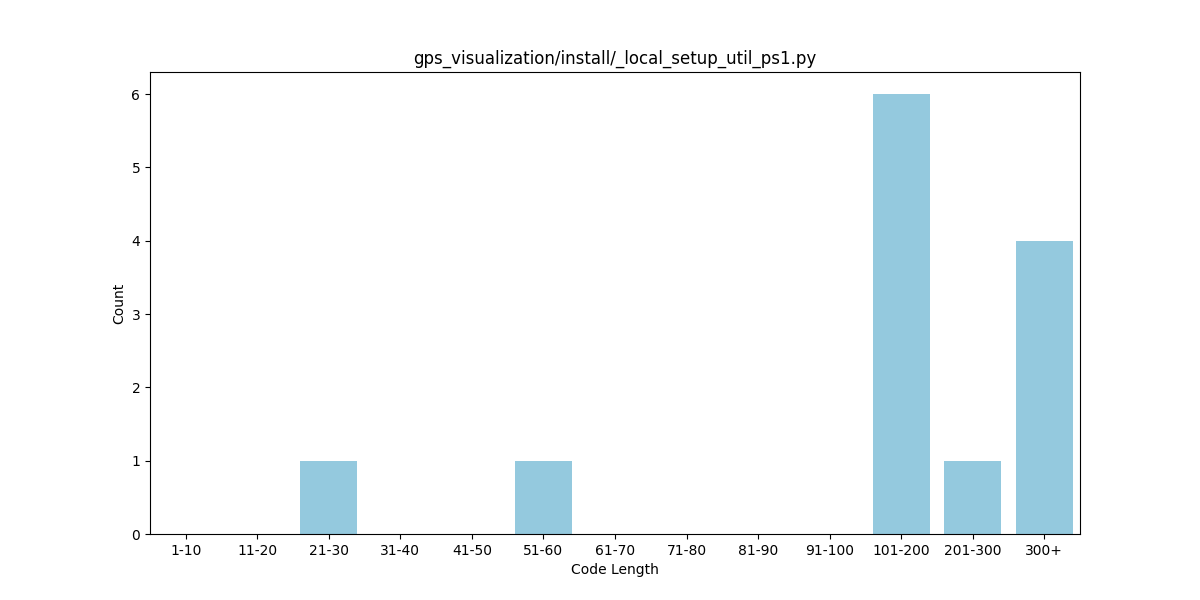 gps_visualization/install/_local_setup_util_ps1.py
6
5
4
3
2
1
0
Count
1-10 11-20 21-30 31-40 41-50 51-60 61-70 71-80 81-90 91-100 101-200 201-300 300+
Code Length